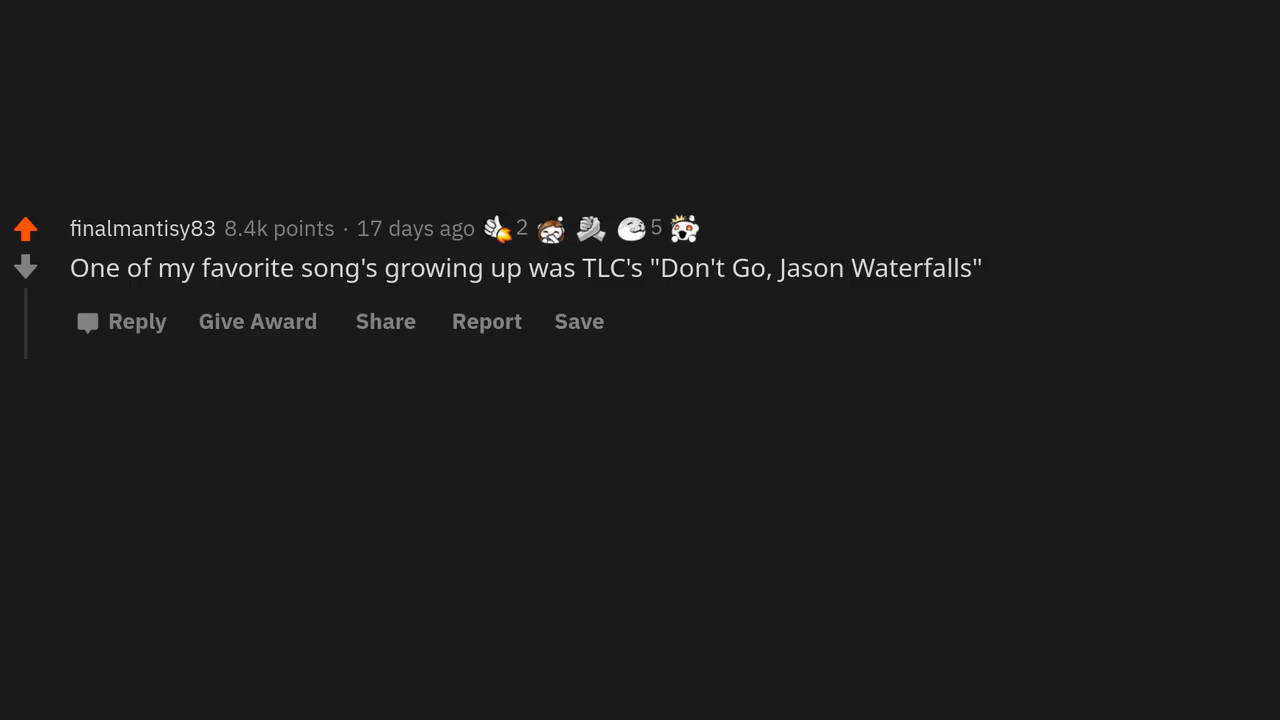 finalmantisy83 8.4k points · 17 days ago 2 5
One of my favorite song's growing up was TLC's "Don't Go, Jason Waterfalls"
Reply Give Award Share Report Save